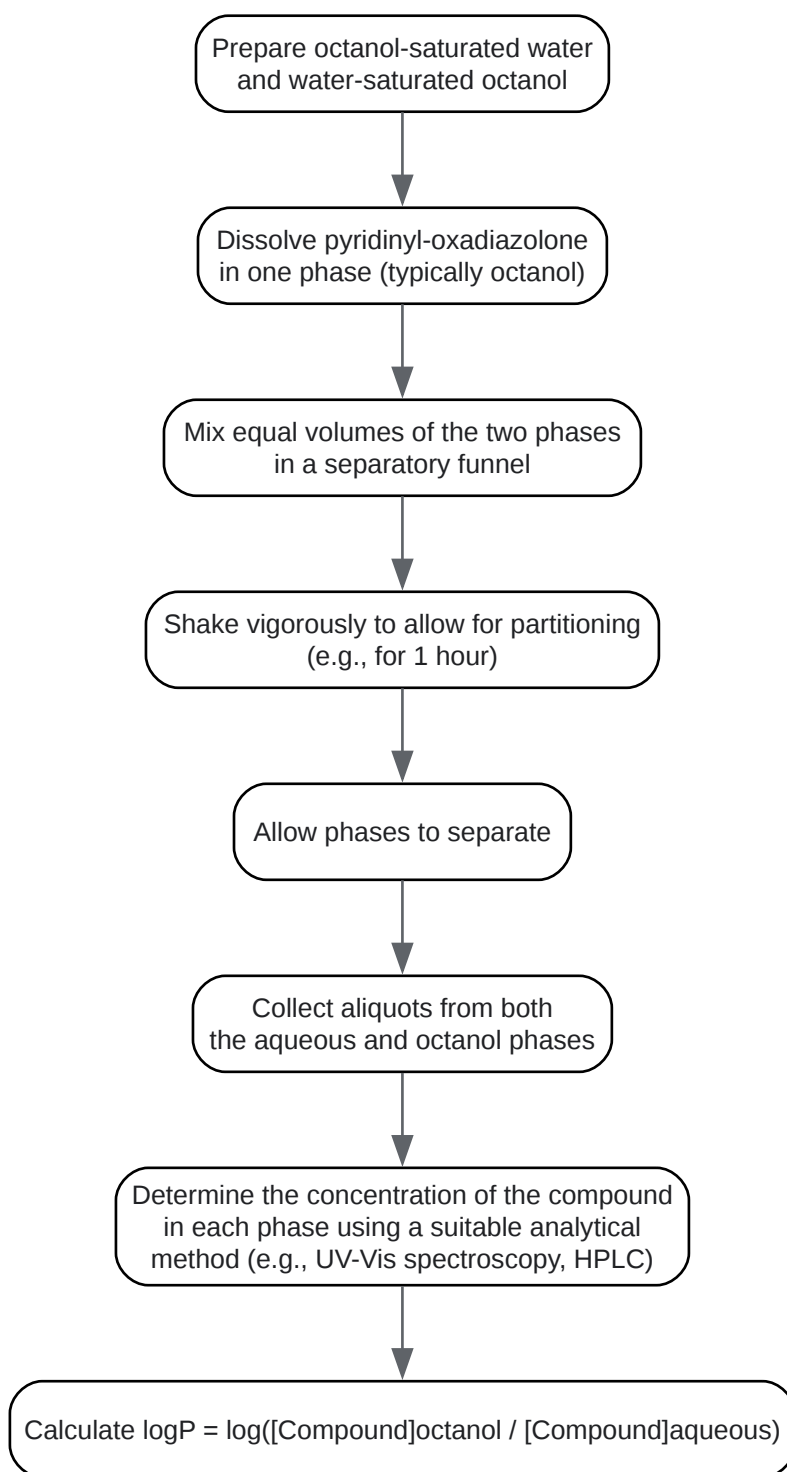 Prepare octanol-saturated water
and water-saturated octanol
Dissolve pyridinyl-oxadiazolone
in one phase (typically octanol)
Mix equal volumes of the two phases
in a separatory funnel
Shake vigorously to allow for partitioning
(e.g., for 1 hour)
Allow phases to separate
Collect aliquots from both
the aqueous and octanol phases
Determine the concentration of the compound
in each phase using a suitable analytical
method (e.g., UV-Vis spectroscopy, HPLC)
Calculate logP = log([Compound]octanol / [Compound]aqueous)